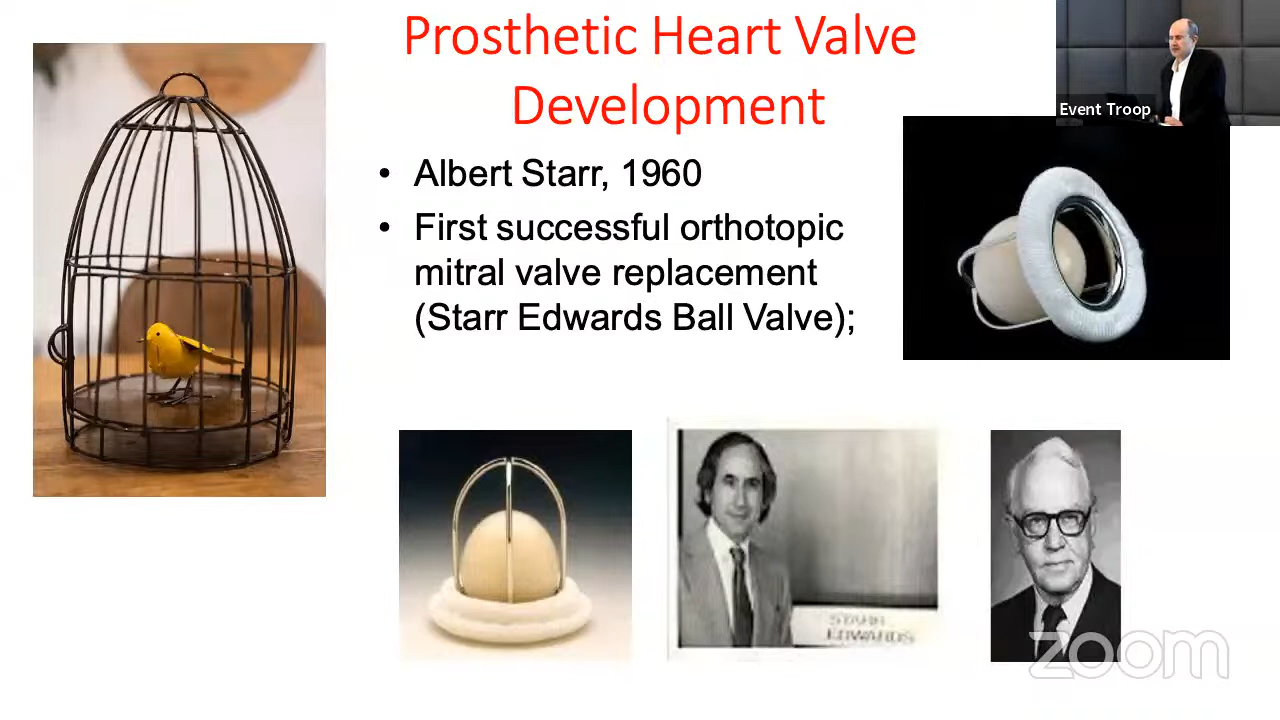 Prosthetic Heart Valve
Development
Event Troop
• Albert Starr, 1960
• First successful orthotopic
mitral valve replacement
(Starr Edwards Ball Valve);
STARR
EDWARDS
zoom